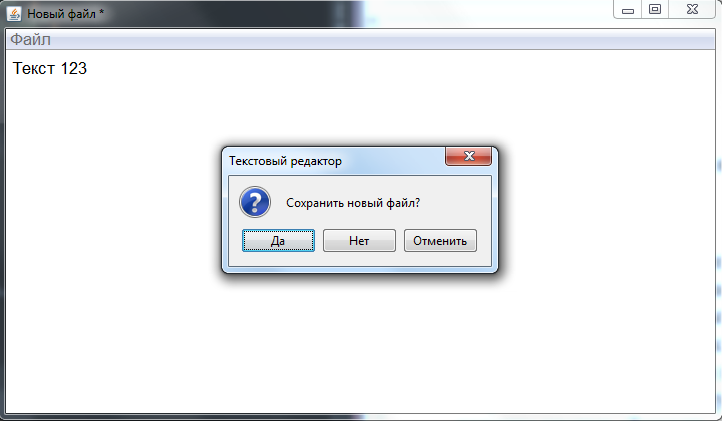 Новый файл *
Файл
Текст 123
Текстовый редактор
?
Сохранить новый файл?
Да Нет Отменить